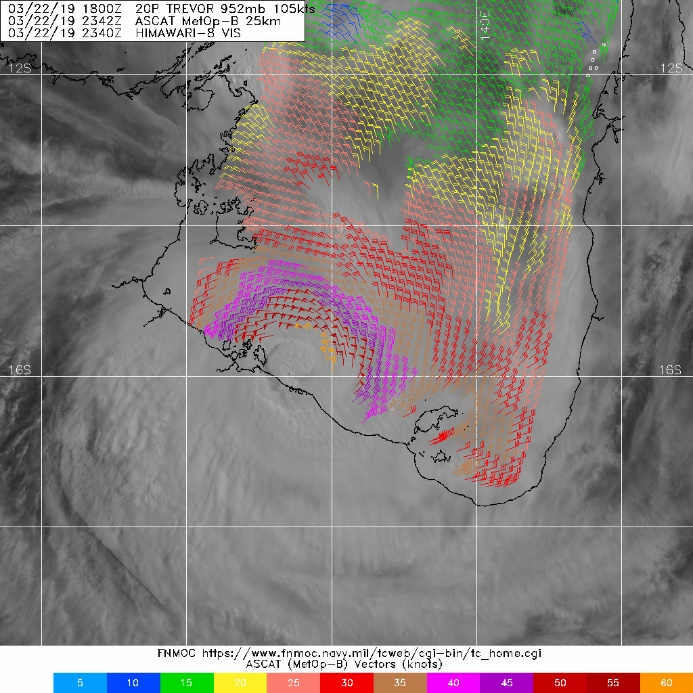 03/22/19 1800Z 20P TREVOR 952mb 105kts
03/22/19 2342Z ASCAT MetOp-B 25km
03/22/19 2340Z HIMAWARI-8 VIS
140E
12S 12S
16S 16S
FNMOC https://www.fnmoc.navy.mil/tcweb/cgi-bin/tc_home.cgi
ASCAT (MetOp-B) Vectors (knots)
5 10 15 20 25 30 35 40 45 50 55 60